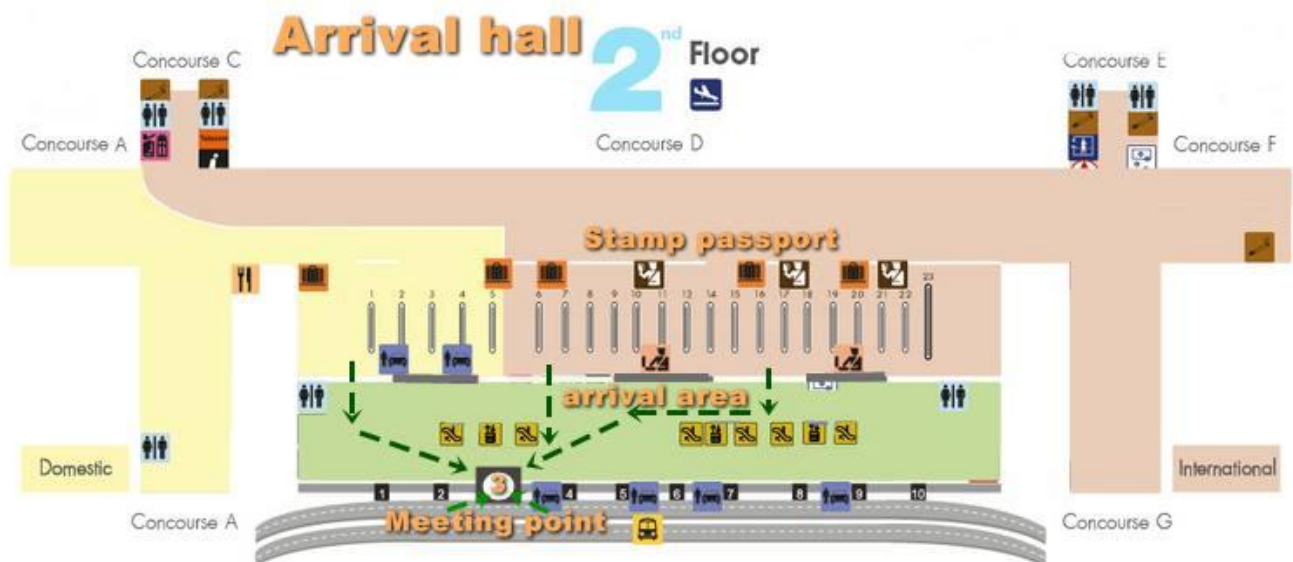 Arrival hall 2nd Floor
Concourse C
Concourse E
Concourse A
Concourse D
Concourse F
Stamp passport
1 2 3 4 5 6 7 8 9 10 11 12 14 15 16 17 18 19 20 21 22 23
arrival area
Domestic
International
1 2 3 4 5 6 7 8 9 10
Meeting point
Concourse A
Concourse G